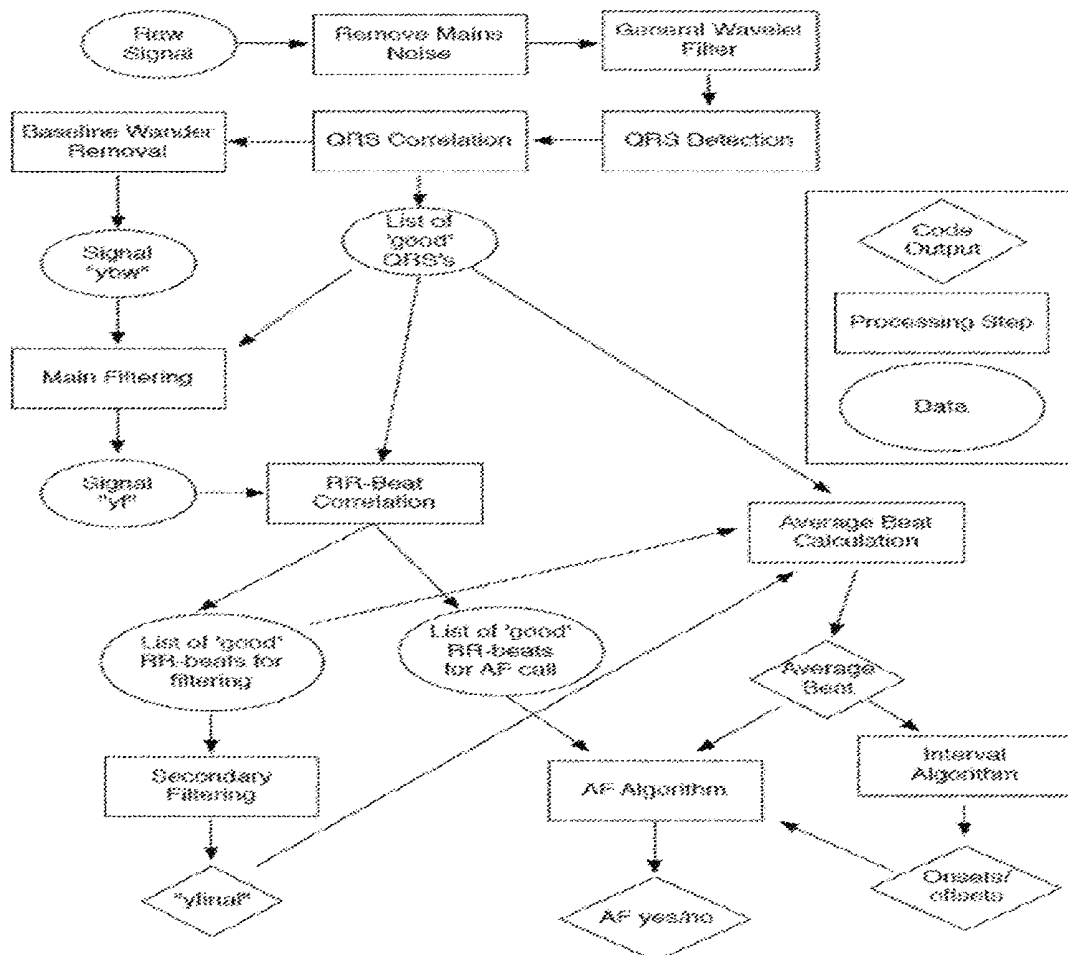 Raw
Signal
Remove Mains
Noise
General Wavelet
Filter
Baseline Wander
Removal
QRS Correlation
QRS Detection
List of
'good'
QRS's
Signal
"ybw"
Code
Output
Processing Step
Data
Main Filtering
Signal
"yf"
RR-Beat
Correlation
Average Beat
Calculation
List of 'good'
RR-beats for
filtering
List of 'good'
RR-beats
for AF call
Average
Beat
Secondary
Filtering
AF Algorithm
Interval
Algorithm
"yfinal"
AF yes/no
Onsets/
offsets